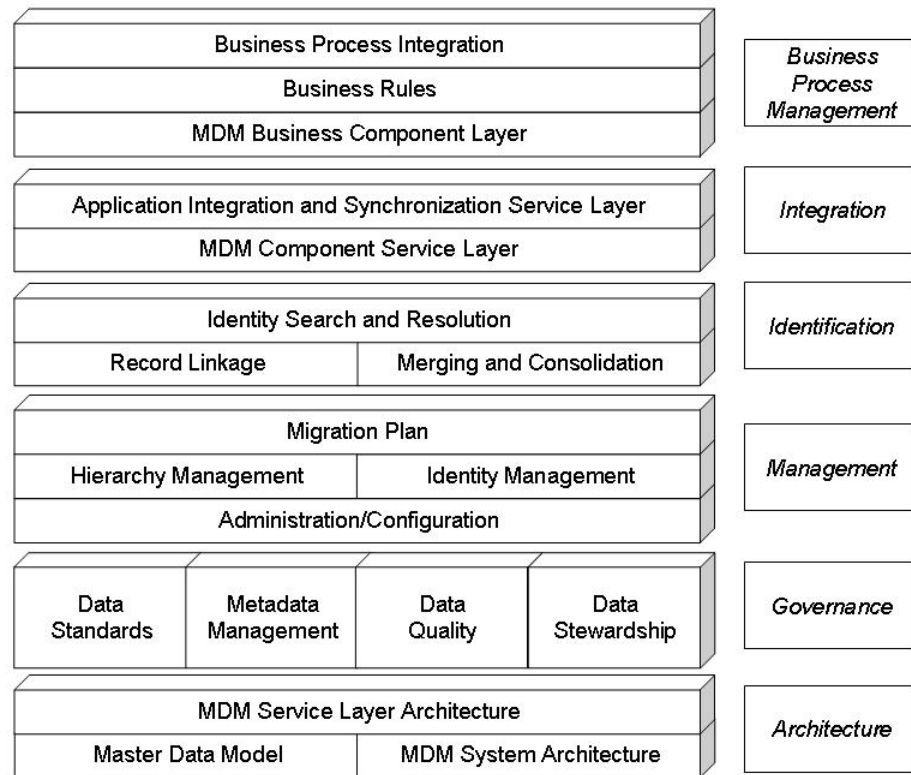 Business Process Integration
Business Rules
MDM Business Component Layer
Business
Process
Management
Application Integration and Synchronization Service Layer
MDM Component Service Layer
Integration
Identity Search and Resolution
Record Linkage
Merging and Consolidation
Identification
Migration Plan
Hierarchy Management
Identity Management
Administration/Configuration
Management
Data
Standards
Metadata
Management
Data
Quality
Data
Stewardship
Governance
MDM Service Layer Architecture
Master Data Model
MDM System Architecture
Architecture